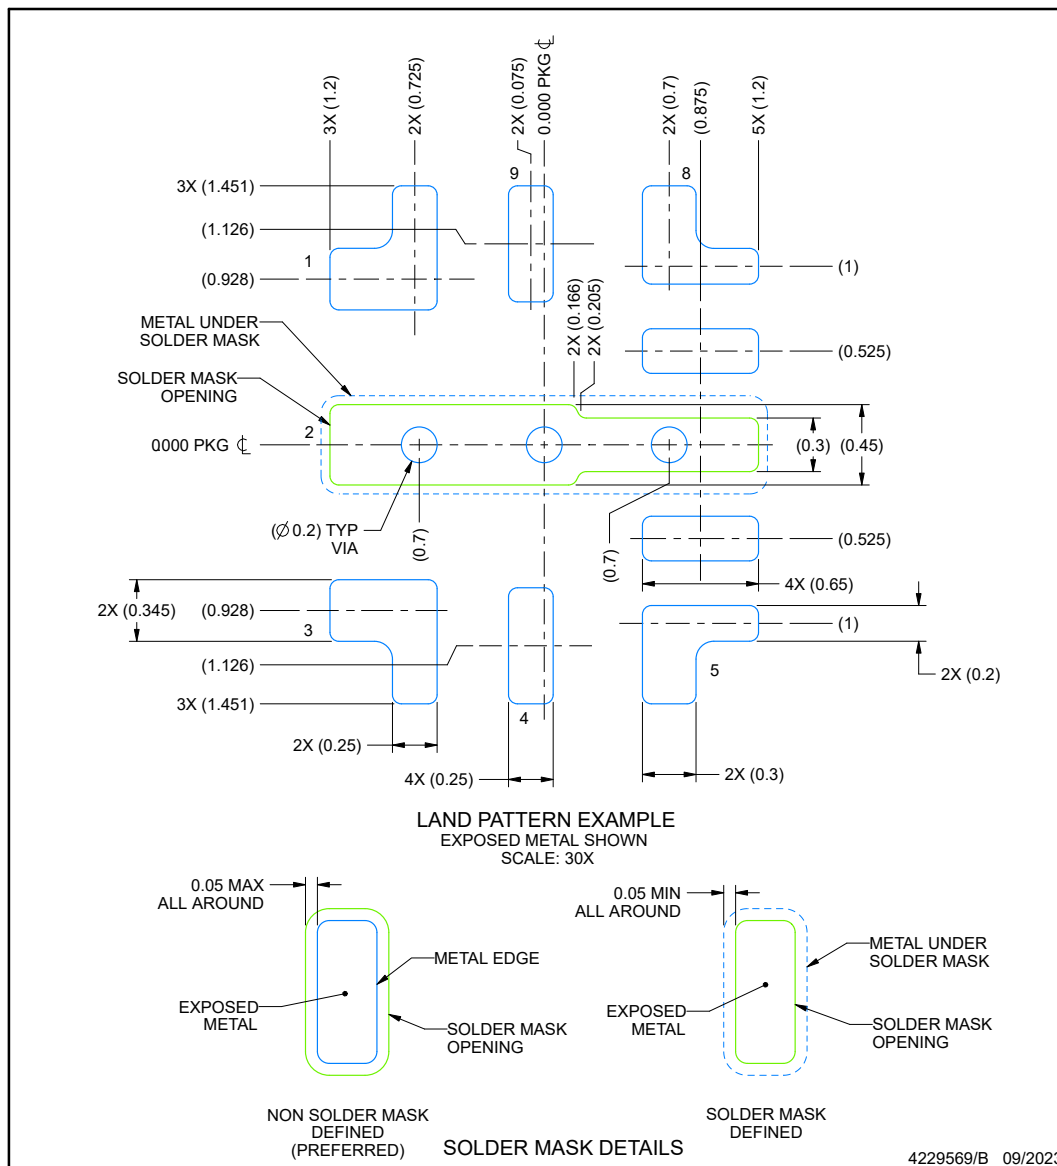 3X (1.2)
2X (0.725)
2X (0.075)
0.000 PKG ℄
2X (0.7)
(0.875)
5X (1.2)
3X (1.451)
9
8
(1.126)
1
(0.928)
(1)
METAL UNDER
SOLDER MASK
2X (0.166)
2X (0.205)
(0.525)
SOLDER MASK
OPENING
2
0000 PKG ℄
(0.3)
(0.45)
(Ø 0.2) TYP
VIA
(0.7)
(0.7)
(0.525)
4X (0.65)
2X (0.345)
(0.928)
3
(1)
(1.126)
5
2X (0.2)
3X (1.451)
4
2X (0.25)
4X (0.25)
2X (0.3)
LAND PATTERN EXAMPLE
EXPOSED METAL SHOWN
SCALE: 30X
0.05 MAX
ALL AROUND
METAL EDGE
EXPOSED
METAL
SOLDER MASK
OPENING
NON SOLDER MASK
DEFINED
(PREFERRED)
0.05 MIN
ALL AROUND
METAL UNDER
SOLDER MASK
EXPOSED
METAL
SOLDER MASK
OPENING
SOLDER MASK
DEFINED
SOLDER MASK DETAILS
4229569/B 09/2023